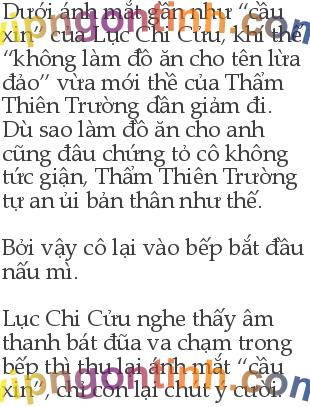 Dưới ánh mắt gần như “cầu
xin” của Lục Chi Cửu, khí thế
“không làm đồ ăn cho tên lừa
đảo” vừa mới thề của Thẩm
Thiên Trường dần giảm đi.
Dù sao làm đồ ăn cho anh
cũng đâu chứng tỏ cô không
tức giận, Thẩm Thiên Trường
tự an ủi bản thân như thế.
Bởi vậy cô lại vào bếp bắt đầu
nấu mì.
Lục Chi Cửu nghe thấy âm
thanh bát đũa va chạm trong
bếp thì thu lại ánh mắt “cầu
xin”, chỉ còn lại chút ý cười.
vipngontinh.com
vipngontinh.com